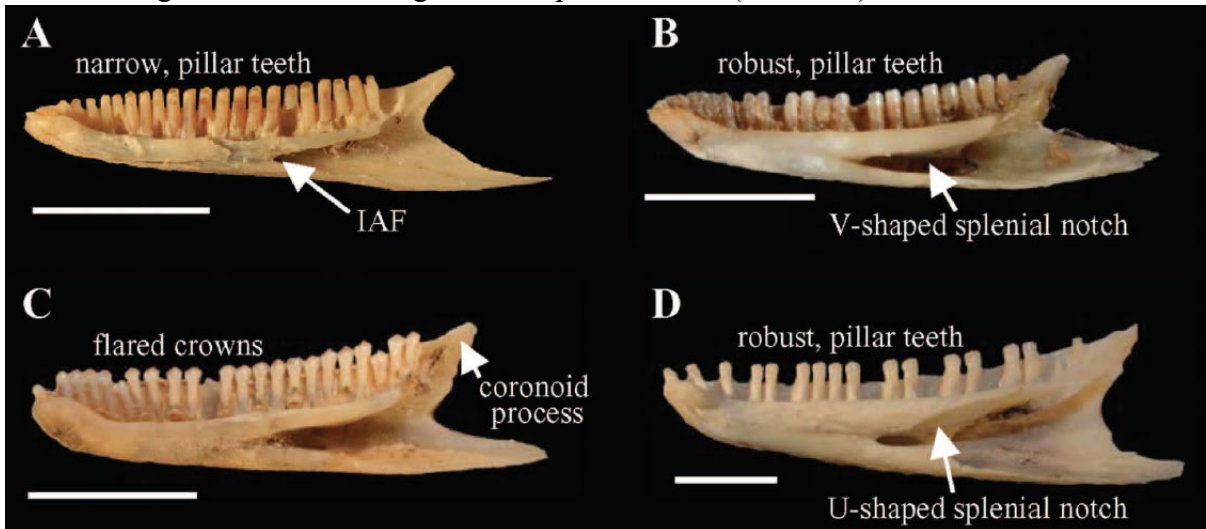 A
narrow, pillar teeth
IAF
B
robust, pillar teeth
V-shaped splenial notch
C
flared crowns
coronoid
process
D
robust, pillar teeth
U-shaped splenial notch